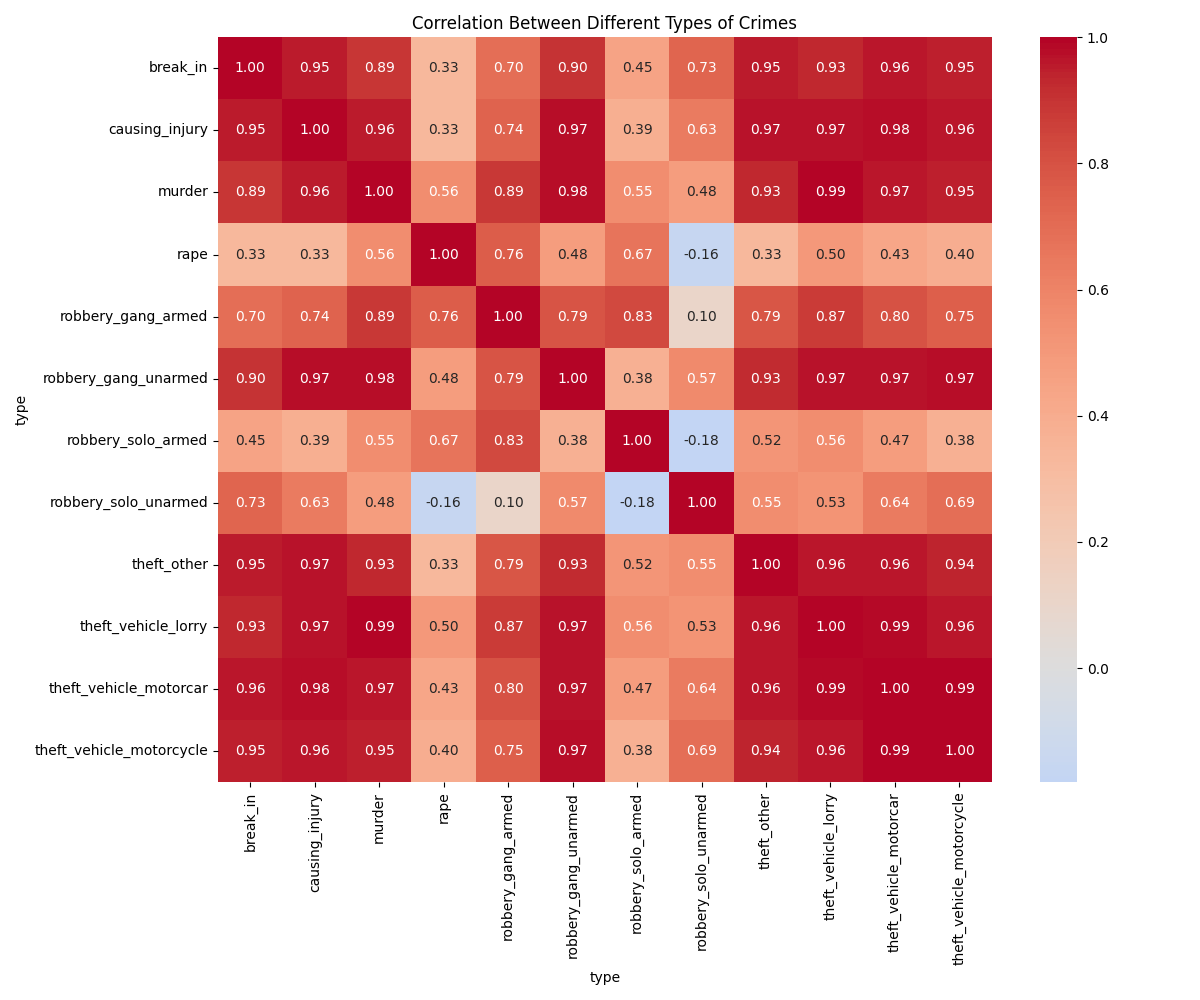 Correlation Between Different Types of Crimes
break_in 1.00 0.95 0.89 0.33 0.70 0.90 0.45 0.73 0.95 0.93 0.96 0.95
causing_injury 0.95 1.00 0.96 0.33 0.74 0.97 0.39 0.63 0.97 0.97 0.98 0.96
murder 0.89 0.96 1.00 0.56 0.89 0.98 0.55 0.48 0.93 0.99 0.97 0.95
rape 0.33 0.33 0.56 1.00 0.76 0.48 0.67 -0.16 0.33 0.50 0.43 0.40
robbery_gang_armed 0.70 0.74 0.89 0.76 1.00 0.79 0.83 0.10 0.79 0.87 0.80 0.75
robbery_gang_unarmed 0.90 0.97 0.98 0.48 0.79 1.00 0.38 0.57 0.93 0.97 0.97 0.97
robbery_solo_armed 0.45 0.39 0.55 0.67 0.83 0.38 1.00 -0.18 0.52 0.56 0.47 0.38
robbery_solo_unarmed 0.73 0.63 0.48 -0.16 0.10 0.57 -0.18 1.00 0.55 0.53 0.64 0.69
theft_other 0.95 0.97 0.93 0.33 0.79 0.93 0.52 0.55 1.00 0.96 0.96 0.94
theft_vehicle_lorry 0.93 0.97 0.99 0.50 0.87 0.97 0.56 0.53 0.96 1.00 0.99 0.96
theft_vehicle_motorcar 0.96 0.98 0.97 0.43 0.80 0.97 0.47 0.64 0.96 0.99 1.00 0.99
theft_vehicle_motorcycle 0.95 0.96 0.95 0.40 0.75 0.97 0.38 0.69 0.94 0.96 0.99 1.00
type
break_in
causing_injury
murder
rape
robbery_gang_armed
robbery_gang_unarmed
robbery_solo_armed
robbery_solo_unarmed
theft_other
theft_vehicle_lorry
theft_vehicle_motorcar
theft_vehicle_motorcycle
type
1.0
0.8
0.6
0.4
0.2
0.0